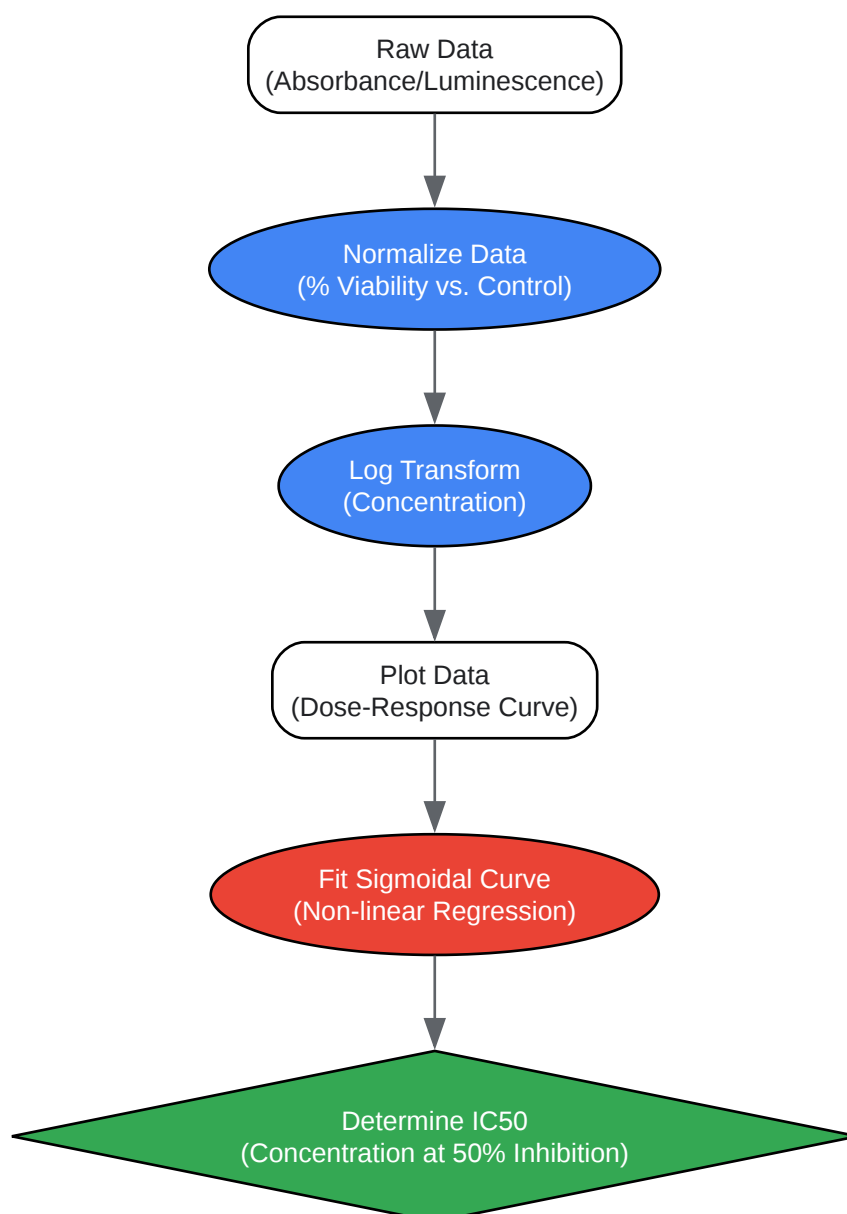 Raw Data
(Absorbance/Luminescence)
Normalize Data
(% Viability vs. Control)
Log Transform
(Concentration)
Plot Data
(Dose-Response Curve)
Fit Sigmoidal Curve
(Non-linear Regression)
Determine IC50
(Concentration at 50% Inhibition)